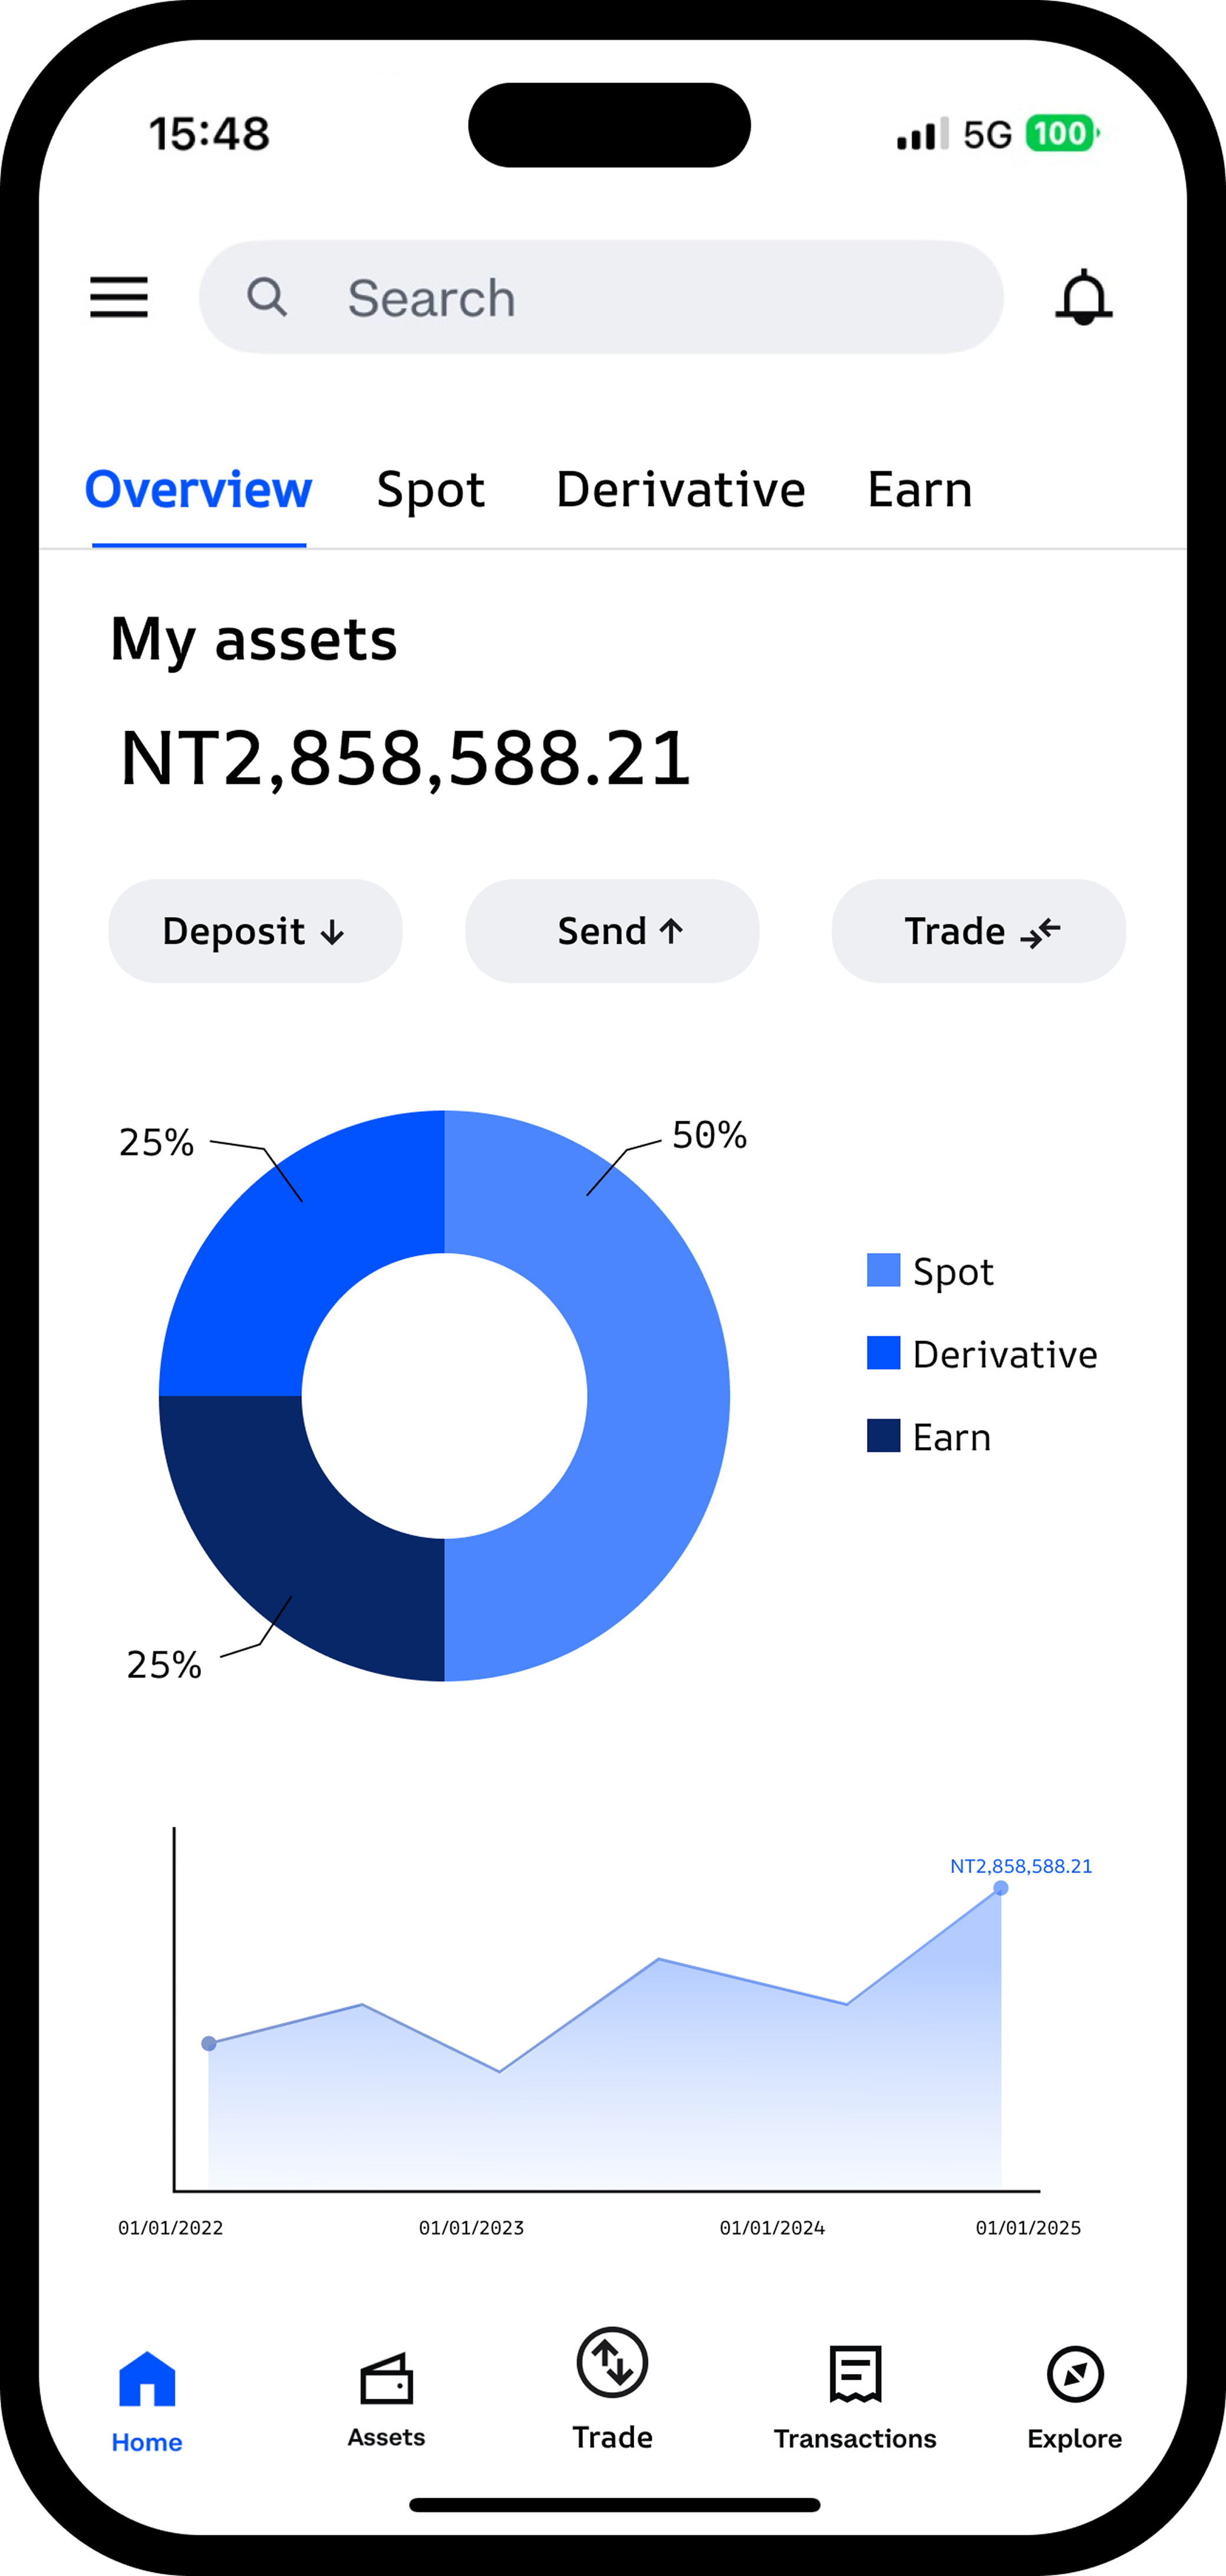 15:48 5G 100
Search
Overview Spot Derivative Earn
My assets
NT2,858,588.21
Deposit Send Trade
25% 50%
Spot
Derivative
Earn
25%
NT2,858,588.21
01/01/2022 01/01/2023 01/01/2024 01/01/2025
Home Assets Trade Transactions Explore